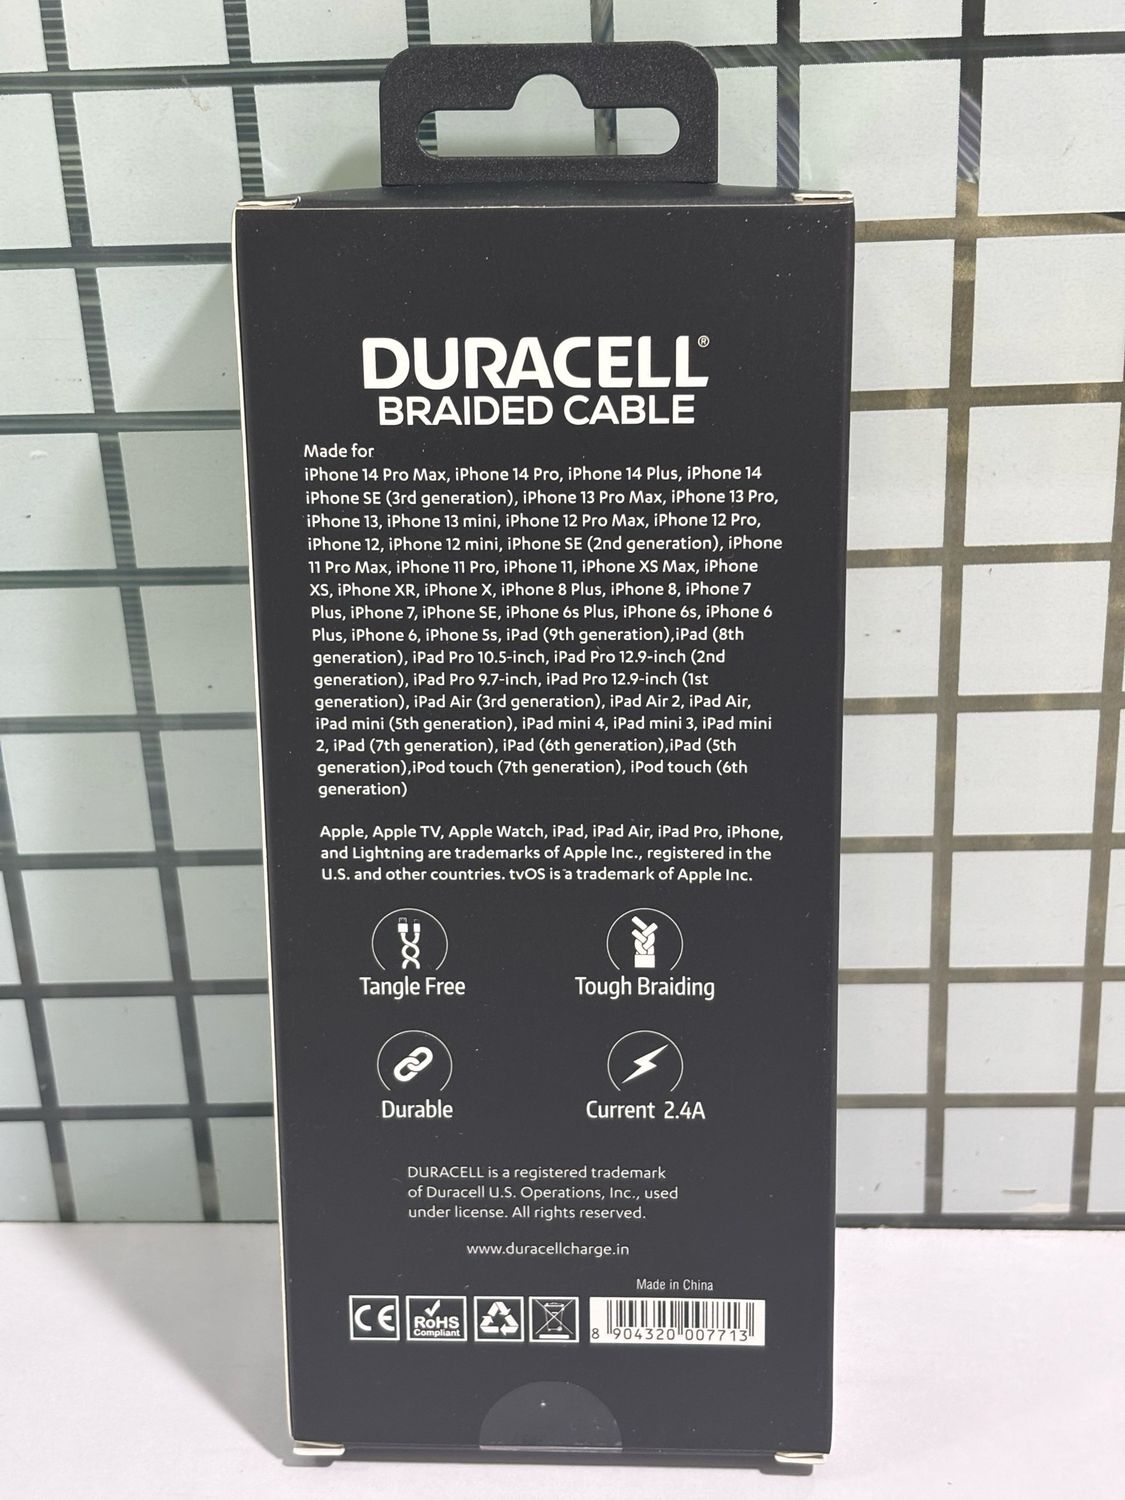 DURACELL®
BRAIDED CABLE
Made for
iPhone 14 Pro Max, iPhone 14 Pro, iPhone 14 Plus, iPhone 14
iPhone SE (3rd generation), iPhone 13 Pro Max, iPhone 13 Pro,
iPhone 13, iPhone 13 mini, iPhone 12 Pro Max, iPhone 12 Pro,
iPhone 12, iPhone 12 mini, iPhone SE (2nd generation), iPhone
11 Pro Max, iPhone 11 Pro, iPhone 11, iPhone XS Max, iPhone
XS, iPhone XR, iPhone X, iPhone 8 Plus, iPhone 8, iPhone 7
Plus, iPhone 7, iPhone SE, iPhone 6s Plus, iPhone 6s, iPhone 6
Plus, iPhone 6, iPhone 5s, iPad (9th generation),iPad (8th
generation), iPad Pro 10.5-inch, iPad Pro 12.9-inch (2nd
generation), iPad Pro 9.7-inch, iPad Pro 12.9-inch (1st
generation), iPad Air (3rd generation), iPad Air 2, iPad Air,
iPad mini (5th generation), iPad mini 4, iPad mini 3, iPad mini
2, iPad (7th generation), iPad (6th generation),iPad (5th
generation),iPod touch (7th generation), iPod touch (6th
generation)
Apple, Apple TV, Apple Watch, iPad, iPad Air, iPad Pro, iPhone,
and Lightning are trademarks of Apple Inc., registered in the
U.S. and other countries. tvOS is a trademark of Apple Inc.
Tangle Free
Tough Braiding
Durable
Current 2.4A
DURACELL is a registered trademark
of Duracell U.S. Operations, Inc., used
under license. All rights reserved.
www.duracellcharge.in
Made in China
CE
RoHS
Compliant
8 904320 007713